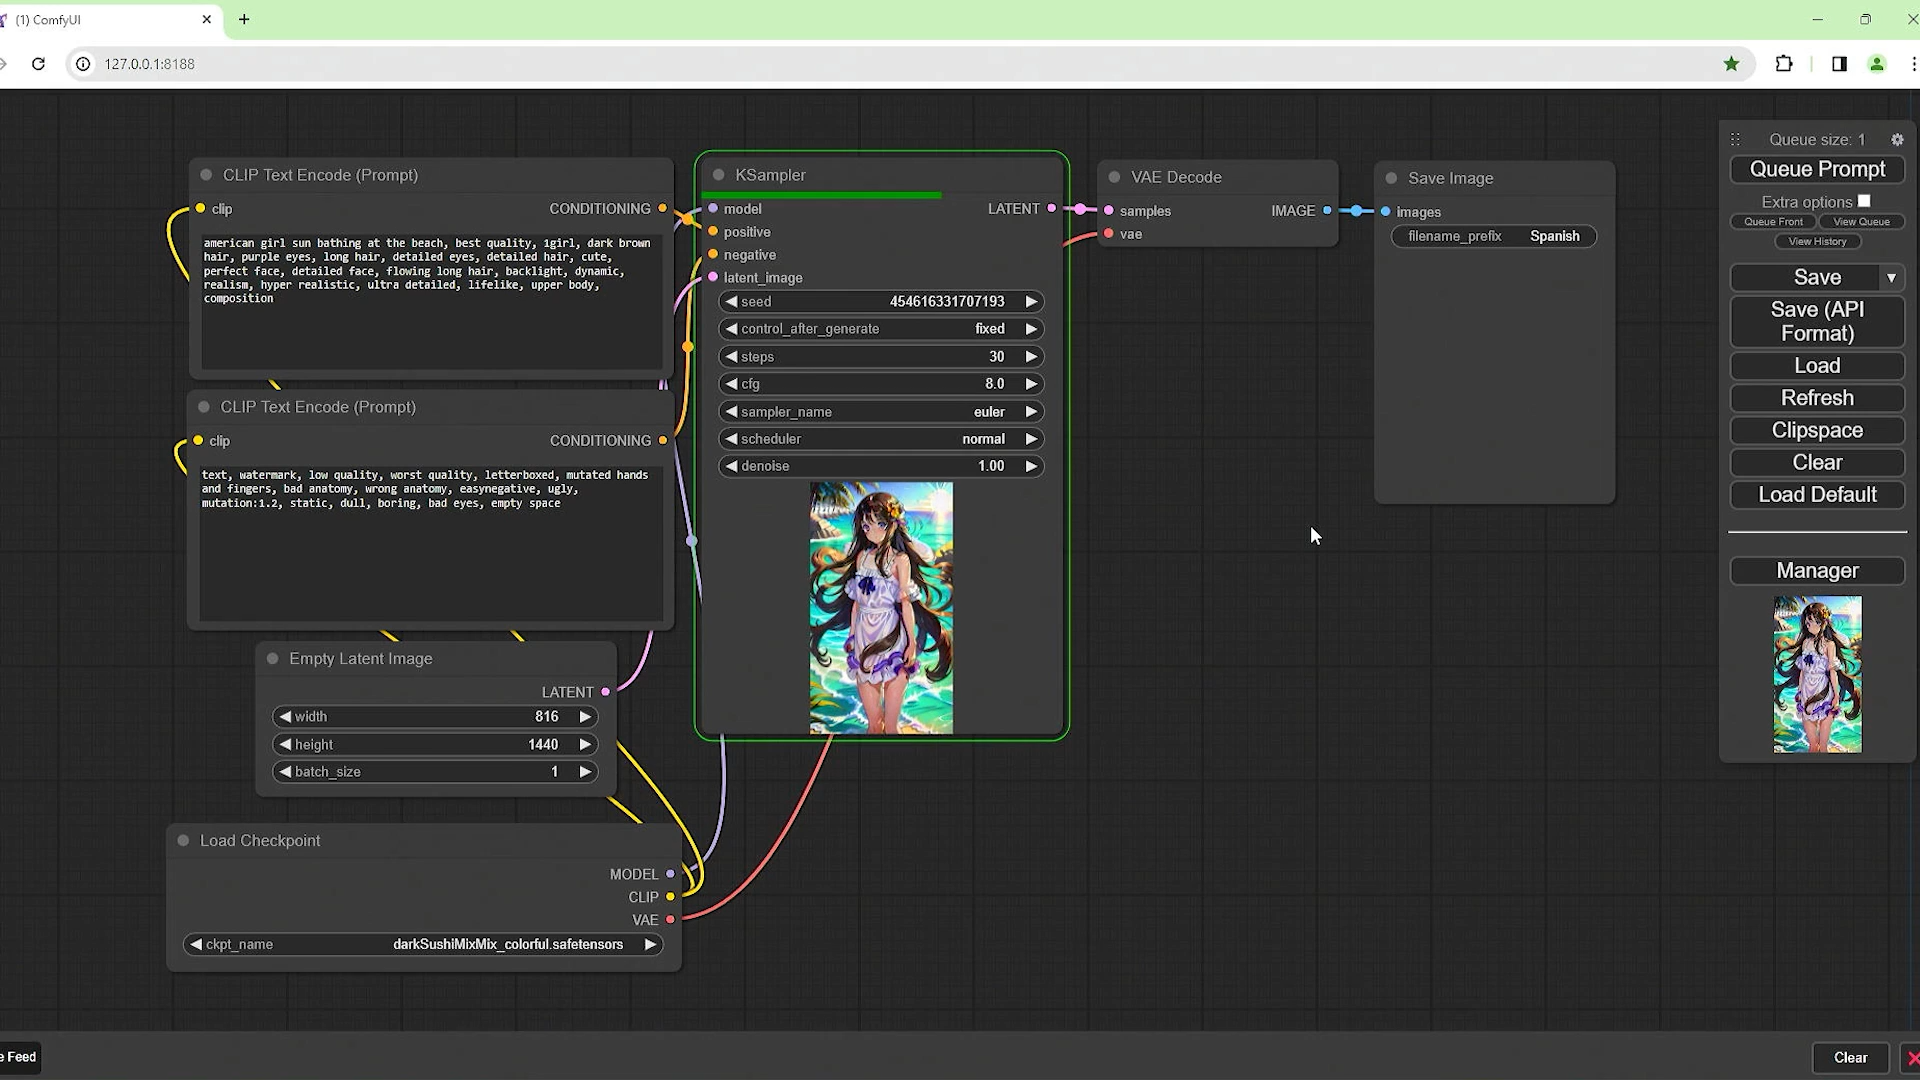 (1) ComfyUI
127.0.0.1:8188
CLIP Text Encode (Prompt)
clip
CONDITIONING
american girl sun bathing at the beach, best quality, 1girl, dark brown
hair, purple eyes, long hair, detailed eyes, detailed hair, cute,
perfect face, detailed face, flowing long hair, backlight, dynamic,
realism, hyper realistic, ultra detailed, lifelike, upper body,
composition
CLIP Text Encode (Prompt)
clip
CONDITIONING
text, watermark, low quality, worst quality, letterboxed, mutated hands
and fingers, bad anatomy, wrong anatomy, easynegative, ugly,
mutation:1.2, static, dull, boring, bad eyes, empty space
Empty Latent Image
LATENT
width 816
height 1440
batch_size 1
Load Checkpoint
MODEL
CLIP
VAE
ckpt_name darkSushiMixMix_colorful.safetensors
KSampler
model
LATENT
positive
negative
latent_image
seed 454616331707193
control_after_generate fixed
steps 30
cfg 8.0
sampler_name euler
scheduler normal
denoise 1.00
VAE Decode
samples
IMAGE
vae
Save Image
images
filename_prefix Spanish
Queue size: 1
Queue Prompt
Extra options
Queue Front
View Queue
View History
Save
Save (API
Format)
Load
Refresh
Clipspace
Clear
Load Default
Manager
e Feed
Clear